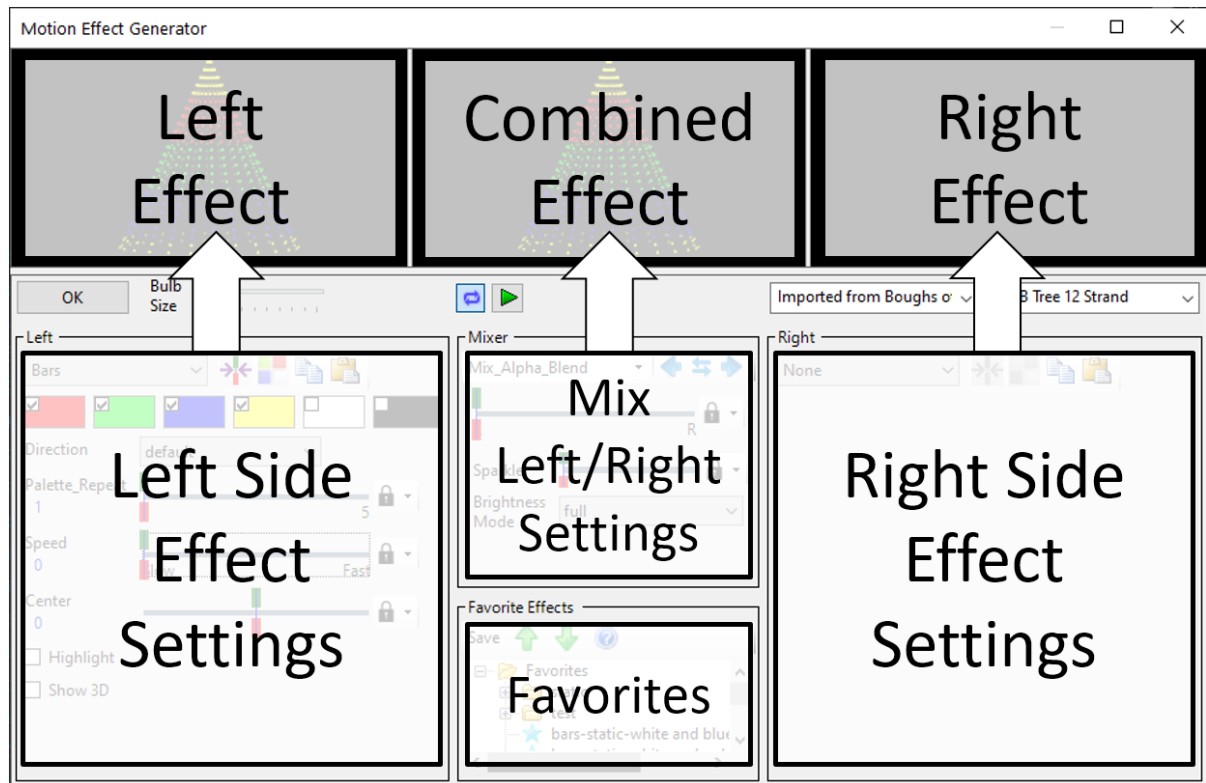 Motion Effect Generator
Left
Effect
Combined
Effect
Right
Effect
OK
Bulb
Size
Imported from Boughs o
B Tree 12 Strand
Left
Mixer
Right
Bars
Mix_Alpha_Blend
None
Mix
Left/Right
Settings
R
Sparkle
Brightness
Mode
full
Direction
default
Palette_Repeat
1
5
Speed
0
Slow
Fast
Center
0
Highlight
Show 3D
Left Side
Effect
Settings
Right Side
Effect
Settings
Favorite Effects
Save
Favorites
test
bars-static-white and blue
Favorites